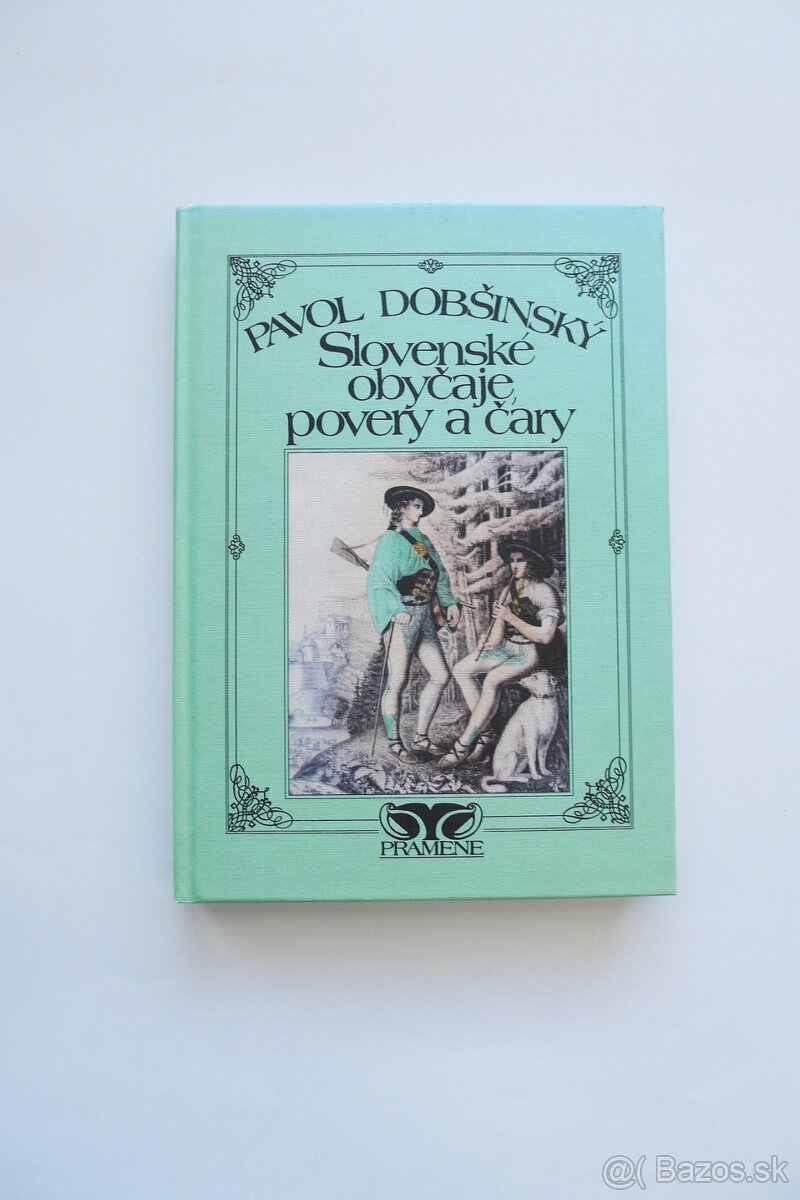 PAVOL DOBŠINSKÝ
Slovenské
obyčaje,
povery a čary
PRAMENE
@( Bazos.sk